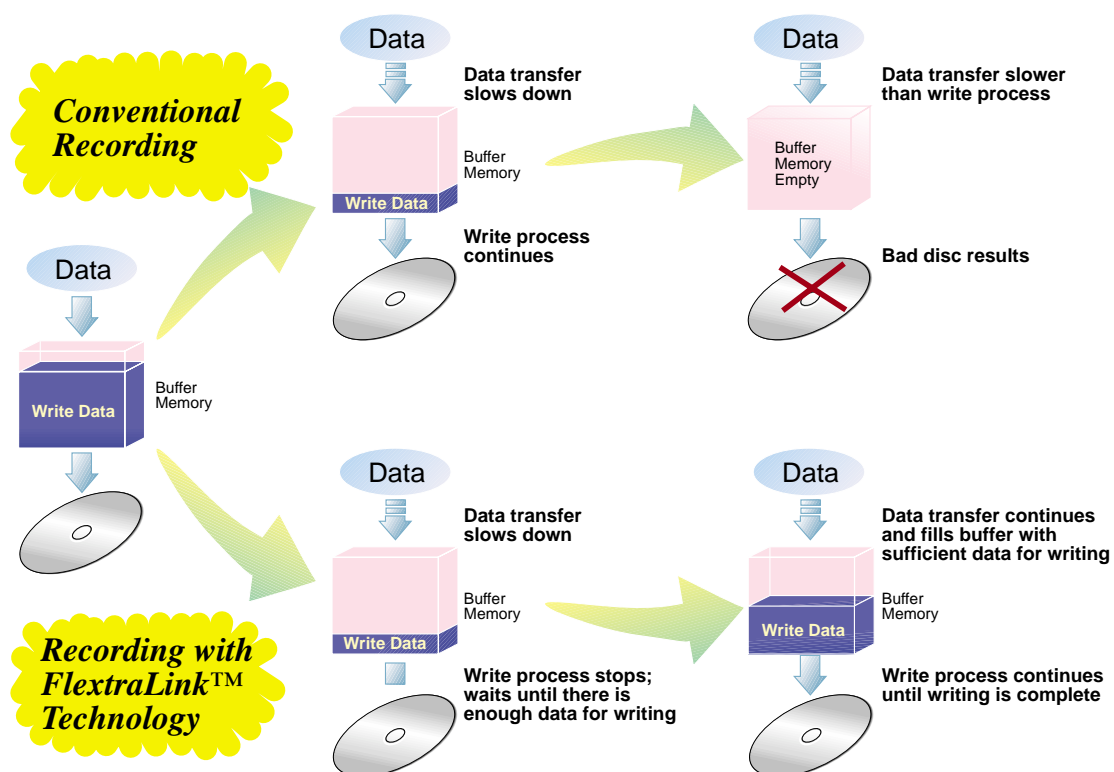 Conventional
Recording
Data
Write Data
Buffer
Memory
Data
Data transfer
slows down
Buffer
Memory
Write Data
Write process
continues
Data
Data transfer slower
than write process
Buffer
Memory
Empty
Bad disc results
Recording with
FlextraLink™
Technology
Data
Data transfer
slows down
Buffer
Memory
Write Data
Write process stops;
waits until there is
enough data for writing
Data
Data transfer continues
and fills buffer with
sufficient data for writing
Buffer
Memory
Write Data
Write process continues
until writing is complete